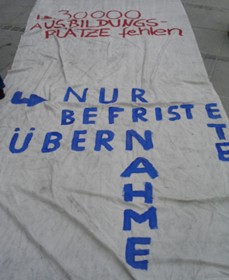 30000
AUSBILDUNGS-
PLÄTZE fehlen
NUR
BEFRISTETE
ÜBERNAHME